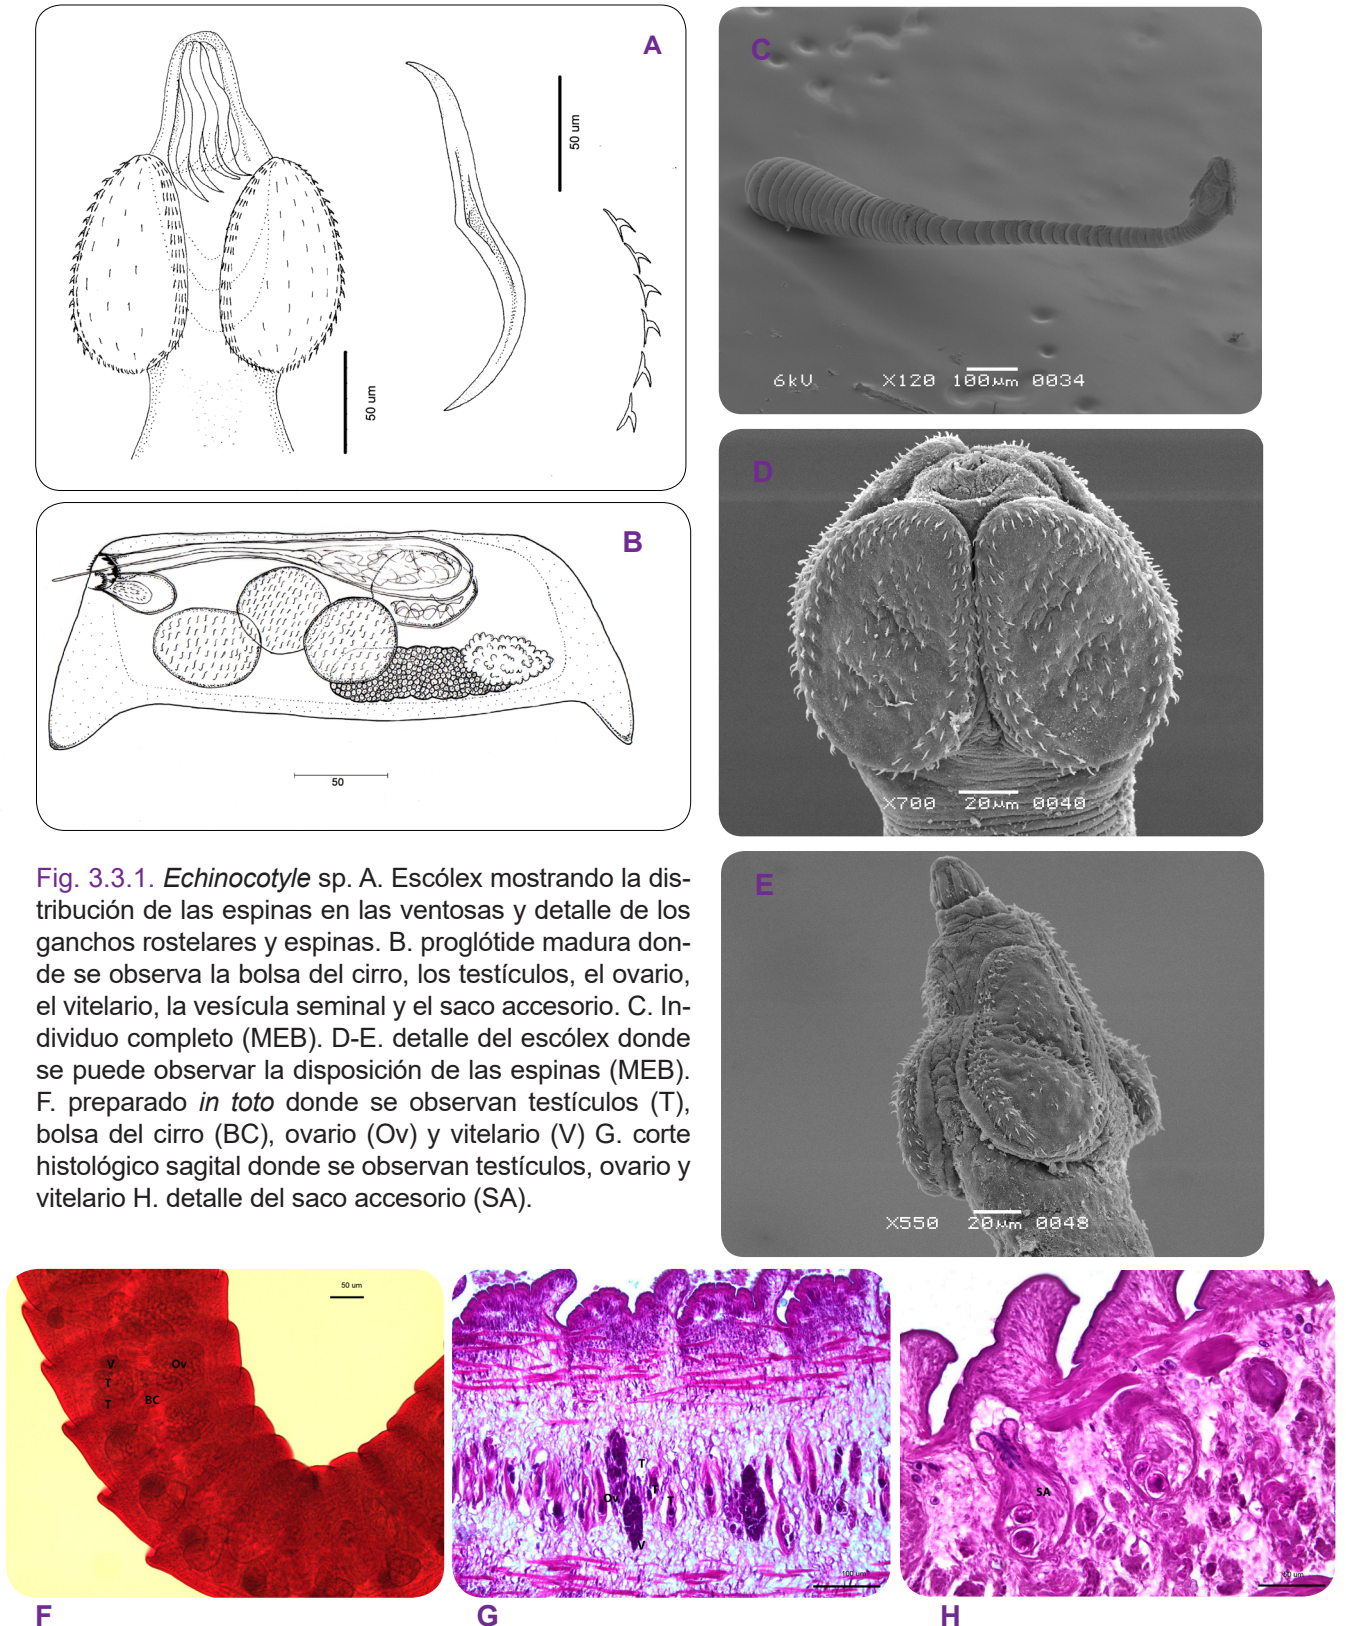 A
50 um
50 um
C
6kV X120 100µm 0034
B
50
D
X700 20µm 0040
Fig. 3.3.1. Echinocotyle sp. A. Escólex mostrando la dis-
tribución de las espinas en las ventosas y detalle de los
ganchos rostelares y espinas. B. proglótide madura don-
de se observa la bolsa del cirro, los testículos, el ovario,
el vitelario, la vesícula seminal y el saco accesorio. C. In-
dividuo completo (MEB). D-E. detalle del escólex donde
se puede observar la disposición de las espinas (MEB).
F. preparado in toto donde se observan testículos (T),
bolsa del cirro (BC), ovario (Ov) y vitelario (V) G. corte
histológico sagital donde se observan testículos, ovario y
vitelario H. detalle del saco accesorio (SA).
E
X550 20µm 0048
50 um
V Ov
T
T BC
F
T
T
Ov T
V
100 um
G
SA
um
H